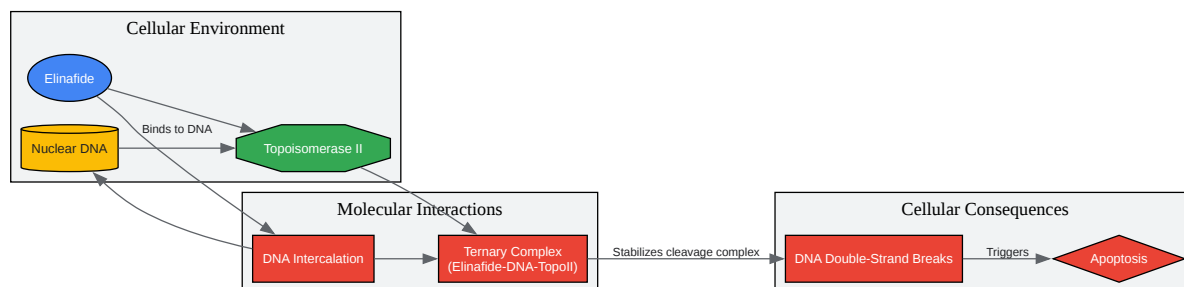 Cellular Environment
Elinafide
Binds to DNA
Nuclear DNA
Topoisomerase II
Molecular Interactions
DNA Intercalation
Ternary Complex
(Elinafide-DNA-TopoII)
Stabilizes cleavage complex
Cellular Consequences
DNA Double-Strand Breaks
Triggers
Apoptosis